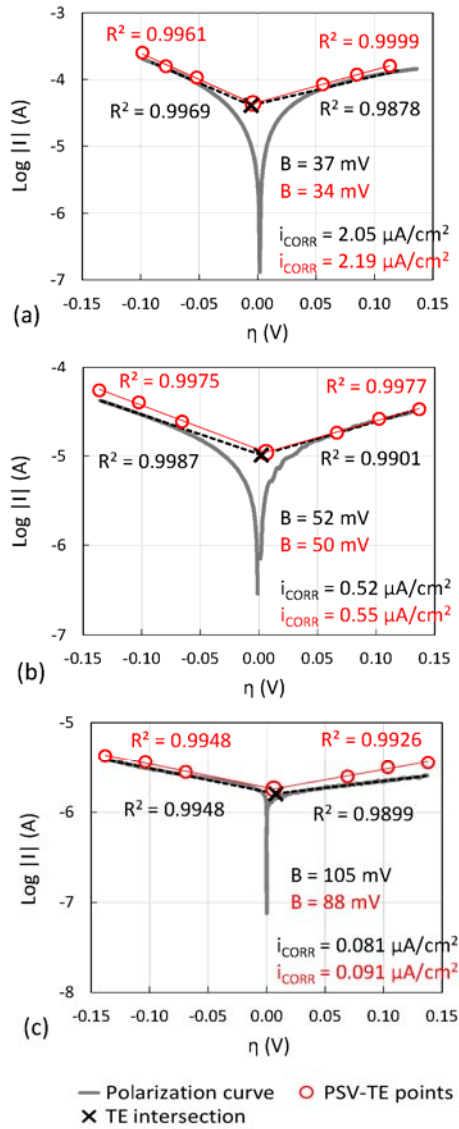 -3
R² = 0.9961
R² = 0.9999
-4
R² = 0.9969
R² = 0.9878
Log |I| (A)
-5
B = 37 mV
B = 34 mV
-6
iCORR = 2.05 µA/cm²
iCORR = 2.19 µA/cm²
-7
-0.15 -0.10 -0.05 0.00 0.05 0.10 0.15
(a)
η (V)
-4
R² = 0.9975
R² = 0.9977
-5
R² = 0.9987
R² = 0.9901
Log |I| (A)
B = 52 mV
B = 50 mV
-6
iCORR = 0.52 µA/cm²
iCORR = 0.55 µA/cm²
-7
-0.15 -0.10 -0.05 0.00 0.05 0.10 0.15
(b)
η (V)
-5
R² = 0.9948
R² = 0.9926
-6
R² = 0.9948
R² = 0.9899
Log |I| (A)
B = 105 mV
B = 88 mV
-7
iCORR = 0.081 µA/cm²
iCORR = 0.091 µA/cm²
-8
-0.15 -0.10 -0.05 0.00 0.05 0.10 0.15
(c)
η (V)
Polarization curve
PSV-TE points
TE intersection